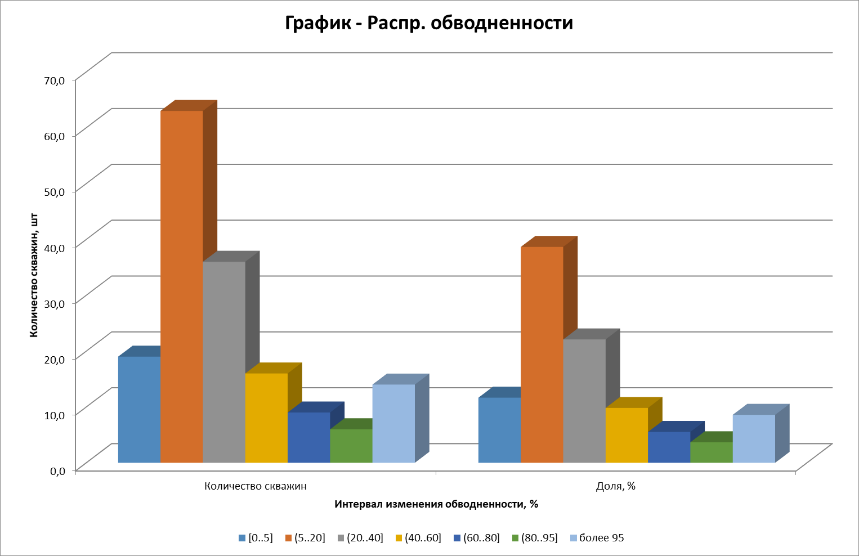 График - Распр. обводненности
70,0
60,0
50,0
40,0
30,0
20,0
10,0
0,0
Количество скважин, шт
Количество скважин
Доля, %
Интервал изменения обводненности, %
[0..5] (5..20] (20..40] (40..60] (60..80] (80..95] более 95